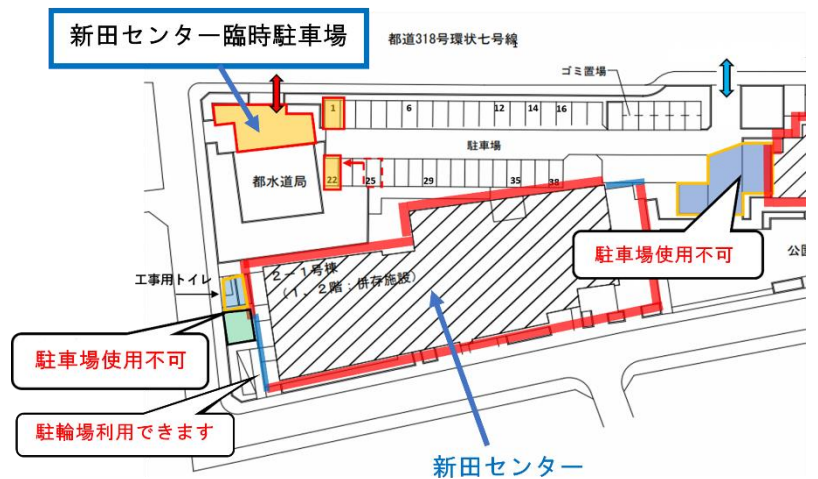 新田センター臨時駐車場
都道318号環状七号線
ゴミ置場
1
6
12
14
16
駐車場
都水道局
22
25
29
35
38
駐車場使用不可
公園
工事用トイレ
2-1号棟
(1、2階:併存施設)
駐車場使用不可
駐輪場利用できます
新田センター